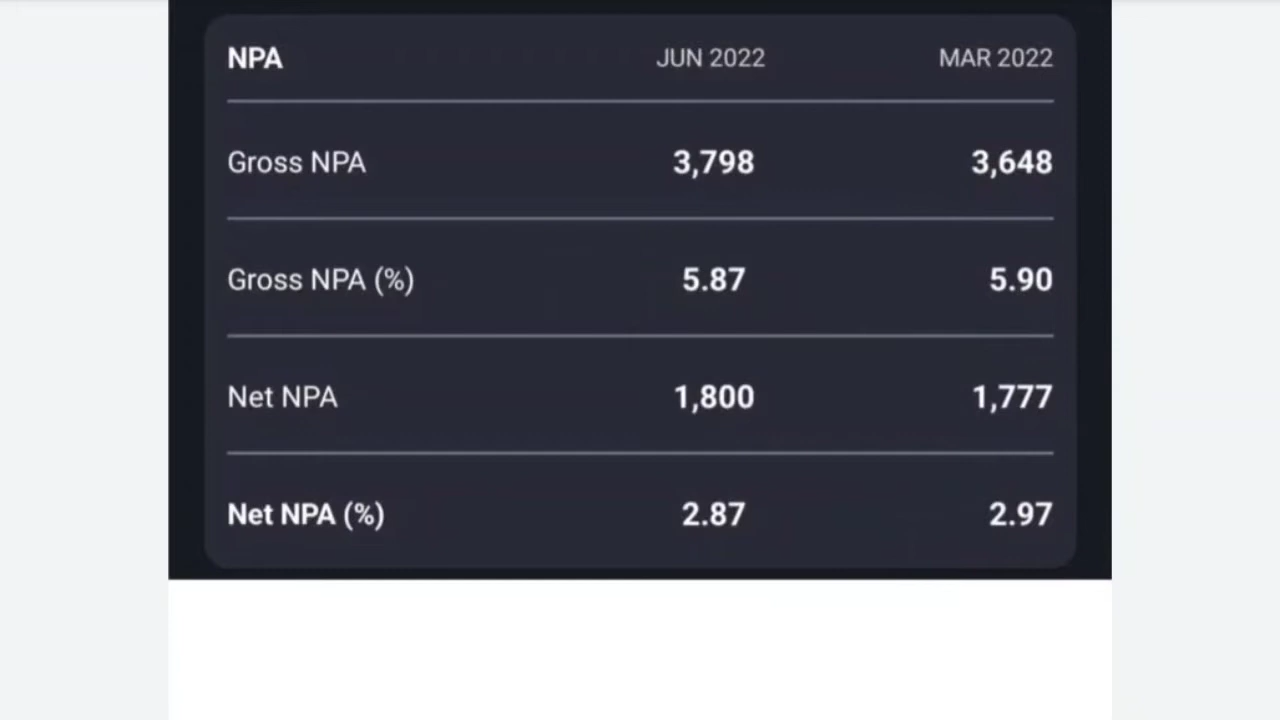 NPA JUN 2022 MAR 2022
Gross NPA 3,798 3,648
Gross NPA (%) 5.87 5.90
Net NPA 1,800 1,777
Net NPA (%) 2.87 2.97